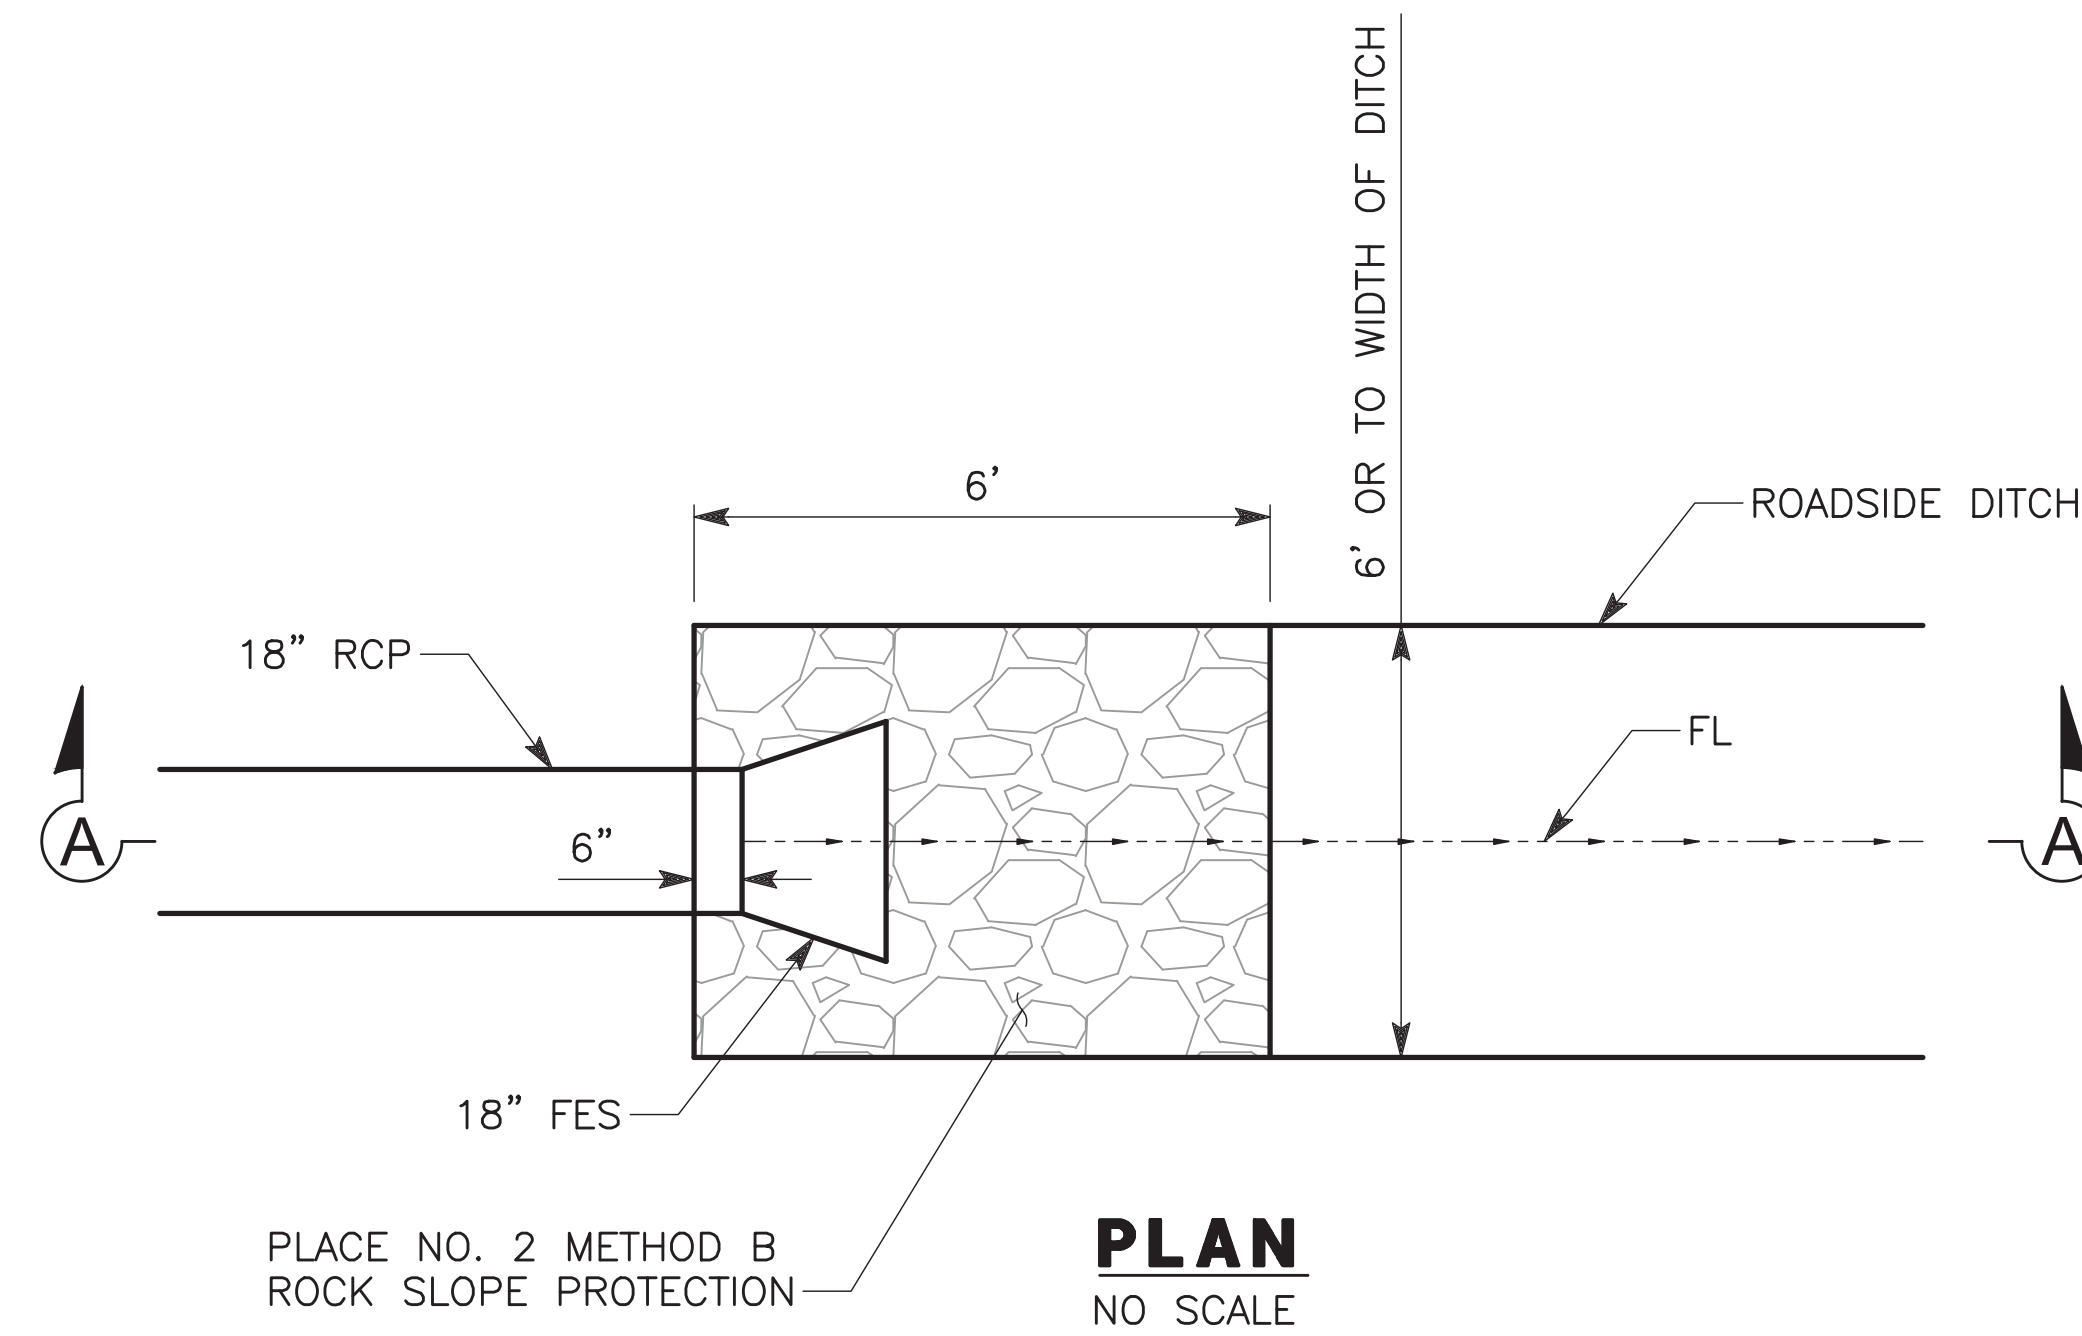 6' OR TO WIDTH OF DITCH
6'
ROADSIDE DITCH
18” RCP
FL
A
6”
A
18” FES
PLACE NO. 2 METHOD B
ROCK SLOPE PROTECTION
PLAN
NO SCALE